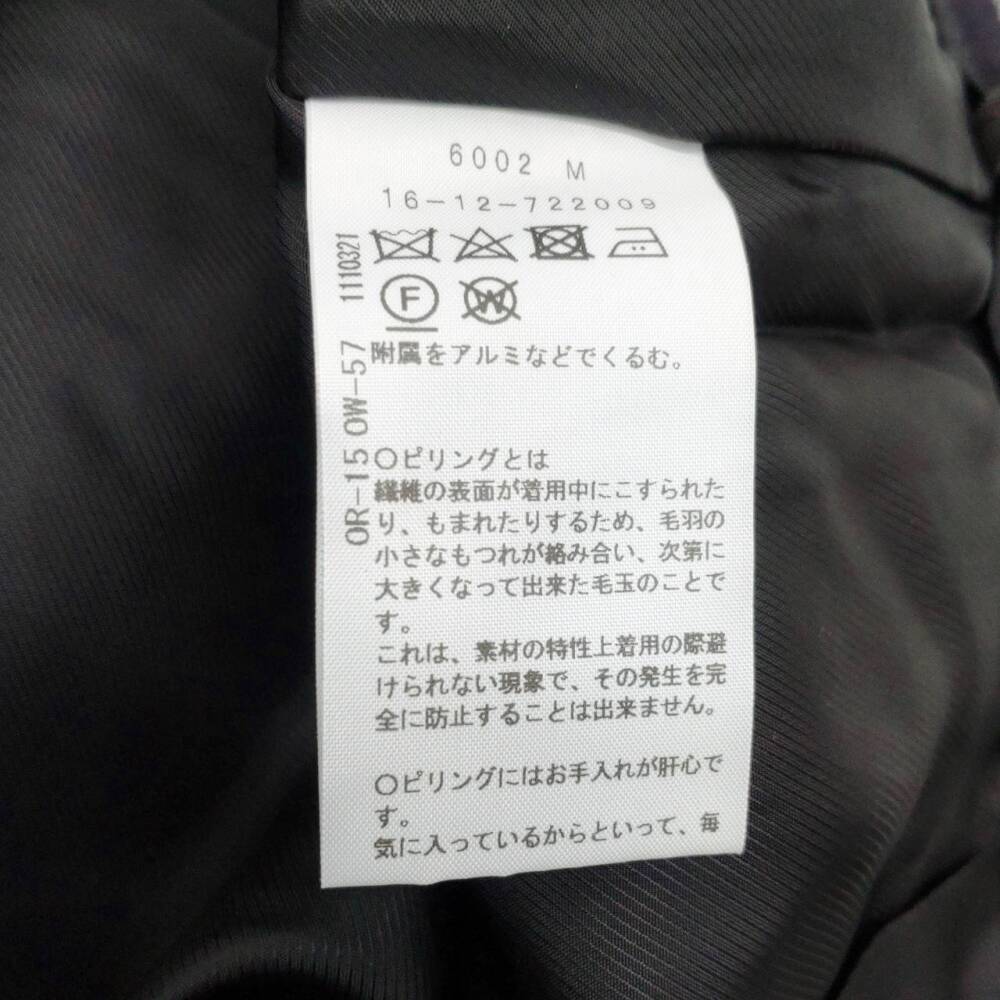 6002 M
16-12-722009
F
W
附属をアルミなどでくるむ。
〇ピリングとは
繊維の表面が着用中にこすられた
り、もまれたりするため、毛羽の
小さなもつれが絡み合い、次第に
大きくなって出来た毛玉のことで
す。
これは、素材の特性上着用の際避
けられない現象で、その発生を完
全に防止することは出来ません。
〇ピリングにはお手入れが肝心で
す。
気に入っているからといって、毎
OR-15 OW-57 1110321